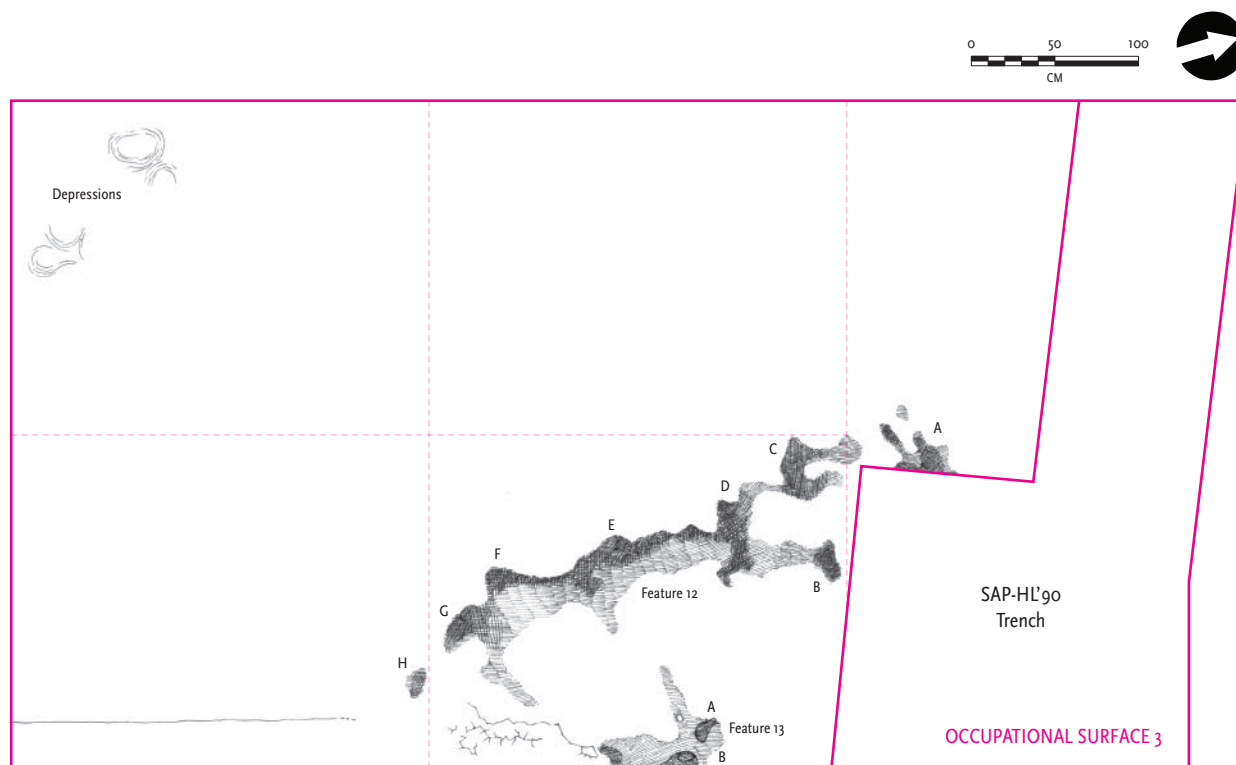 0 50 100
CM
Depressions
A
C
D
E
F
B
Feature 12
G
SAP-HL'90
Trench
H
A
Feature 13
B
OCCUPATIONAL SURFACE 3